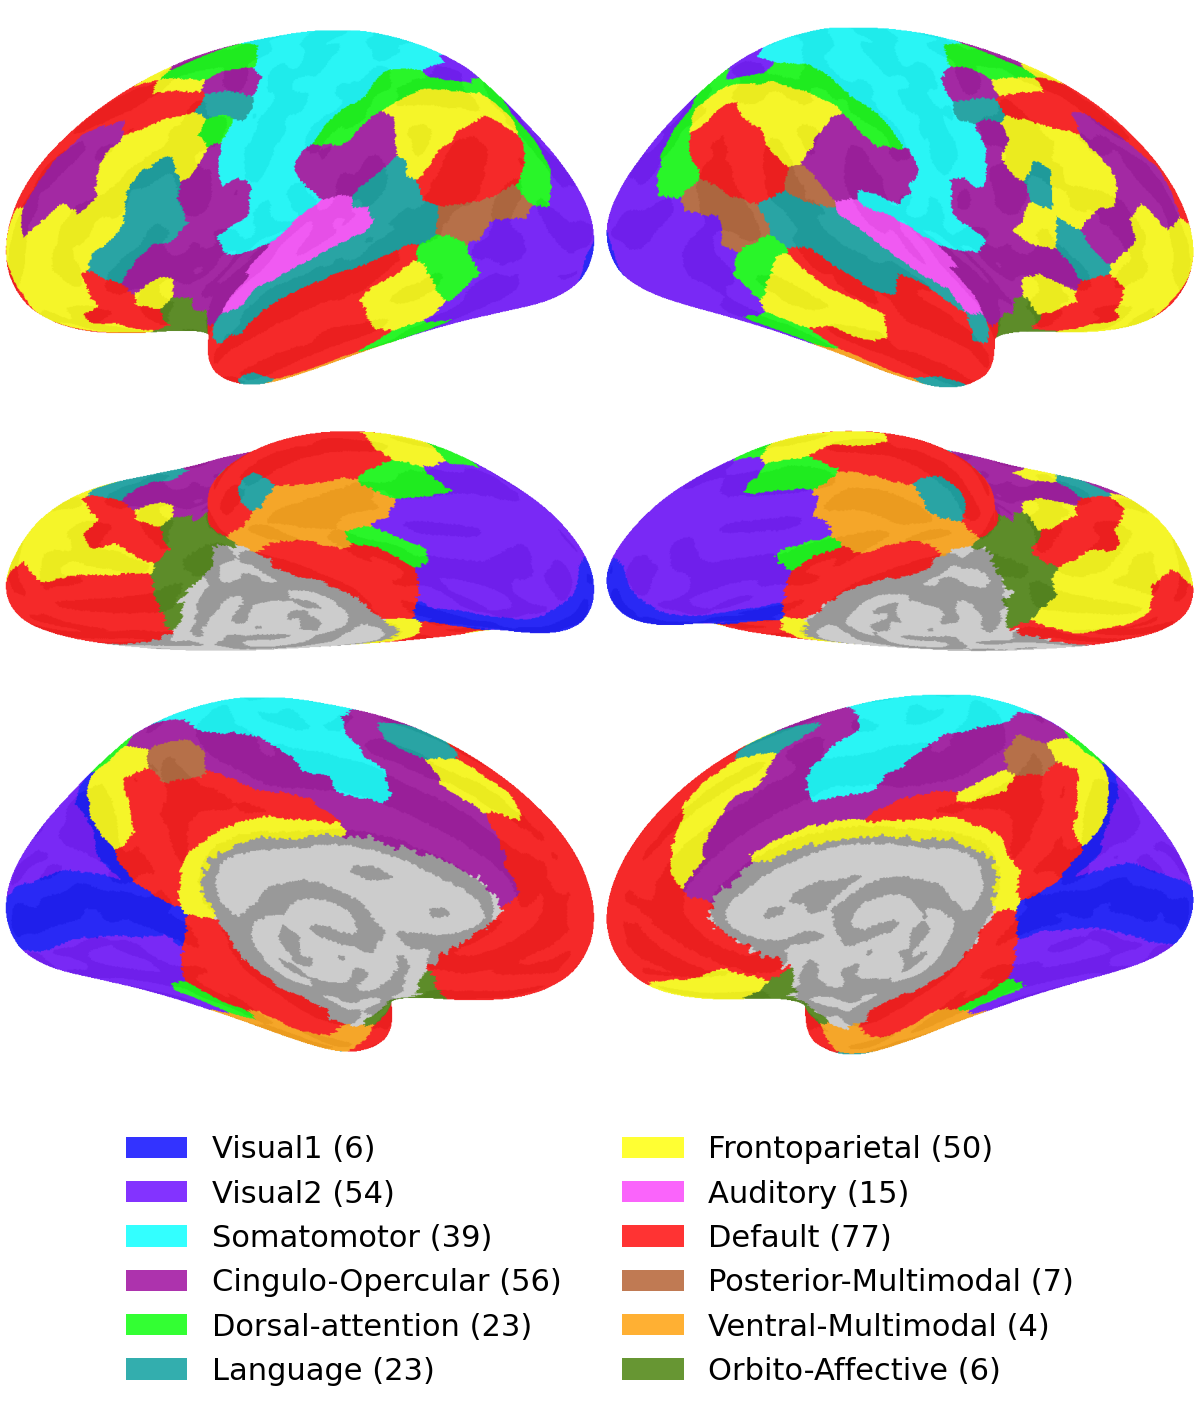 Visual1 (6)
Visual2 (54)
Somatomotor (39)
Cingulo-Opercular (56)
Dorsal-attention (23)
Language (23)
Frontoparietal (50)
Auditory (15)
Default (77)
Posterior-Multimodal (7)
Ventral-Multimodal (4)
Orbito-Affective (6)